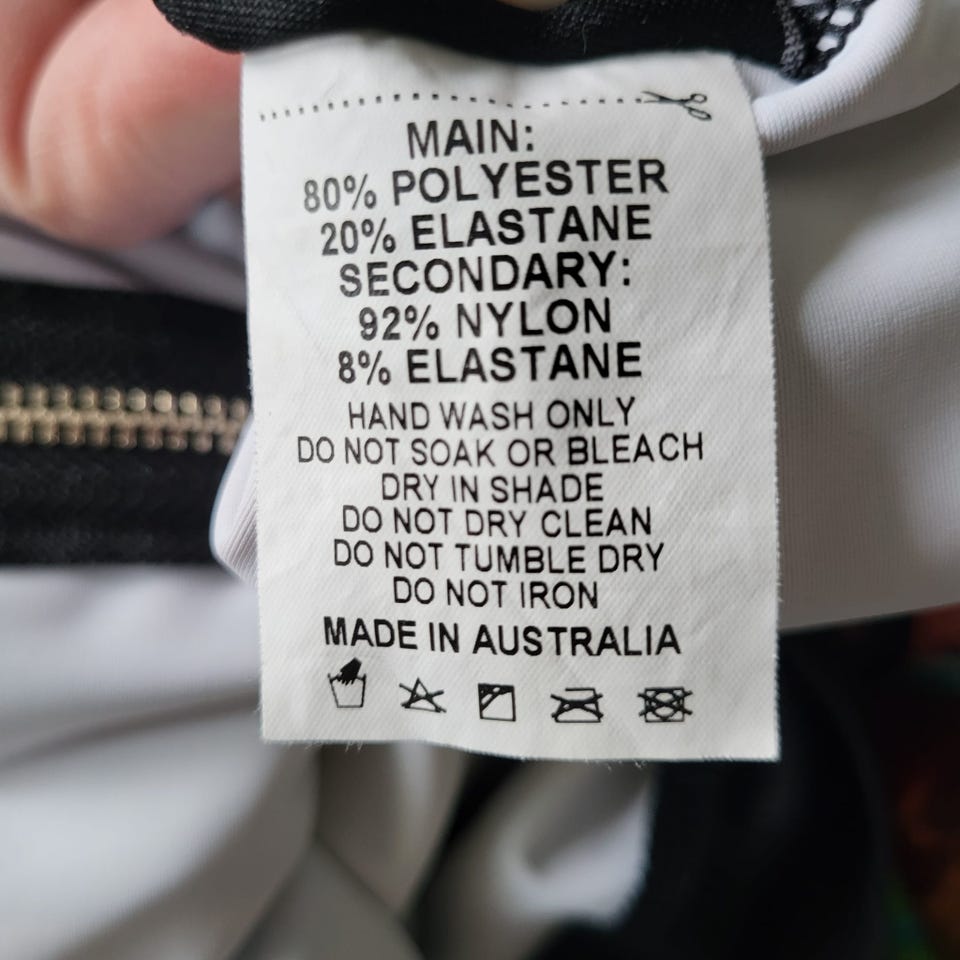 MAIN:
80% POLYESTER
20% ELASTANE
SECONDARY:
92% NYLON
8% ELASTANE
HAND WASH ONLY
DO NOT SOAK OR BLEACH
DRY IN SHADE
DO NOT DRY CLEAN
DO NOT TUMBLE DRY
DO NOT IRON
MADE IN AUSTRALIA